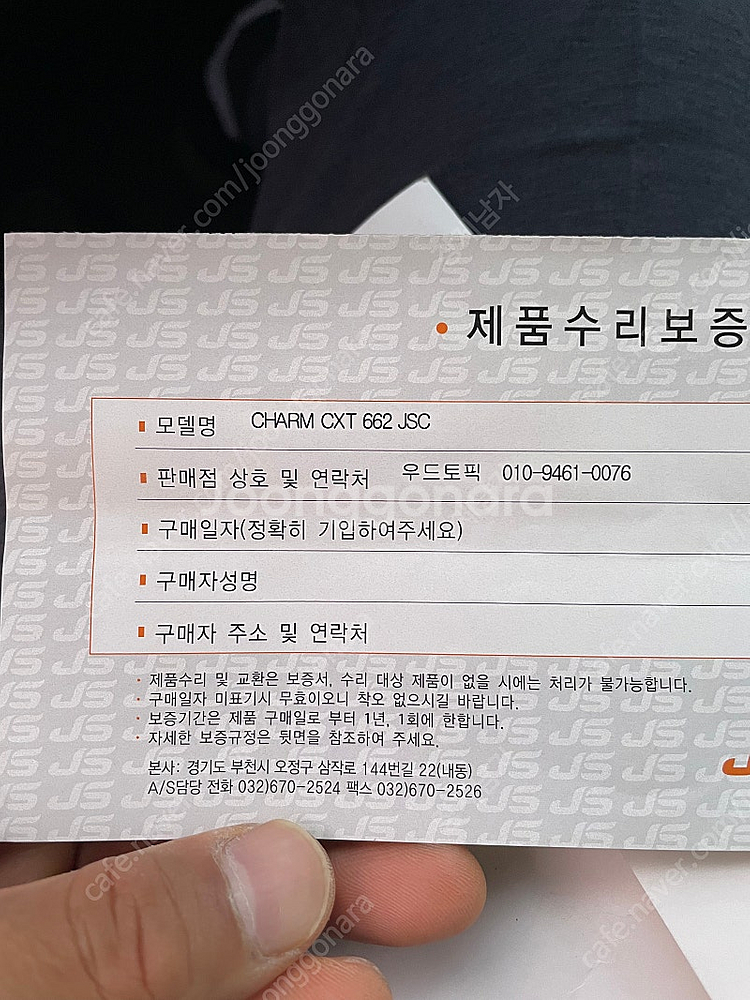 제품수리보증
모델명 CHARM CXT 662 JSC
판매점 상호 및 연락처 우드토픽 010-9461-0076
구매일자(정확히 기입하여주세요)
구매자성명
구매자 주소 및 연락처
· 제품수리 및 교환은 보증서, 수리 대상 제품이 없을 시에는 처리가 불가능합니다.
· 구매일자 미표기시 무효이오니 착오 없으시길 바랍니다.
· 보증기간은 제품 구매일로 부터 1년, 1회에 한합니다.
· 자세한 보증규정은 뒷면을 참조하여 주세요.
본사: 경기도 부천시 오정구 삼작로 144번길 22(내동)
A/S담당 전화 032)670-2524 팩스 032)670-2526
Joonggonara
cafe.naver.com/joonggonara